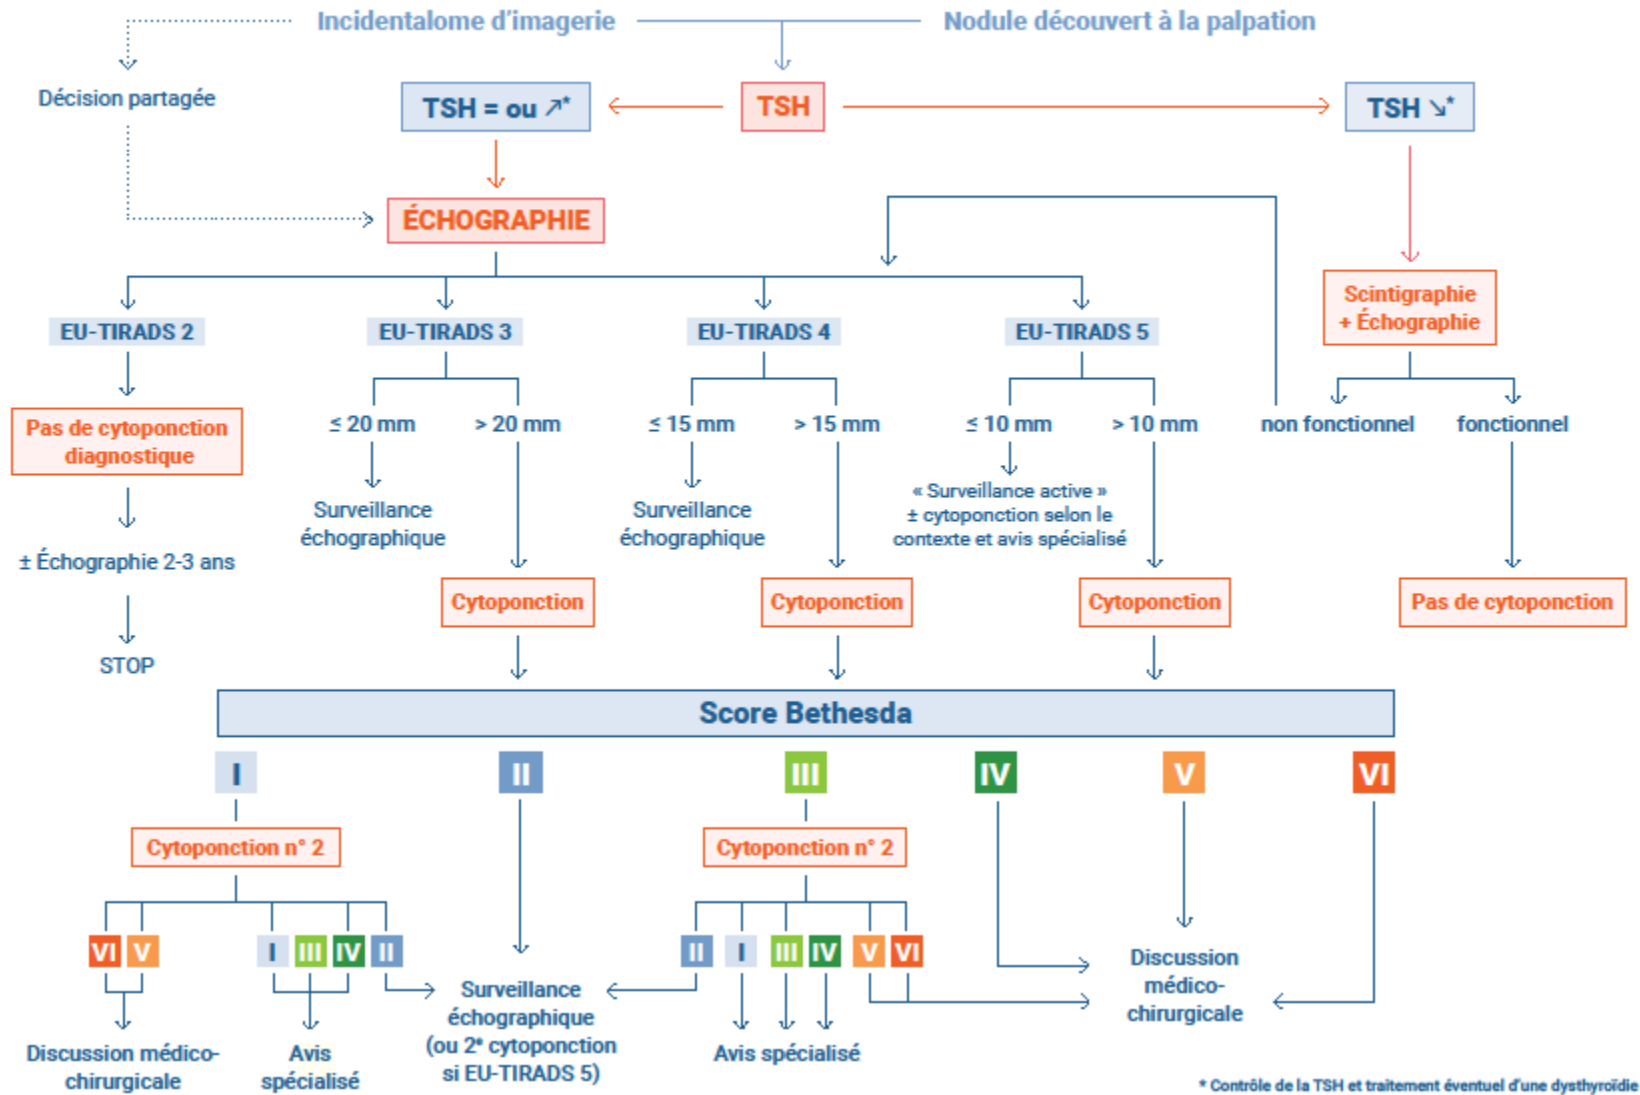 Incidentalome d'imagerie
Nodule découvert à la palpation
Décision partagée
TSH = ou ↗*
TSH
TSH ↘*
ÉCHOGRAPHIE
Scintigraphie
+ Échographie
EU-TIRADS 2
EU-TIRADS 3
EU-TIRADS 4
EU-TIRADS 5
Pas de cytoponction
diagnostique
≤ 20 mm
> 20 mm
≤ 15 mm
> 15 mm
≤ 10 mm
> 10 mm
non fonctionnel
fonctionnel
Surveillance
échographique
Surveillance
échographique
« Surveillance active »
± cytoponction selon le
contexte et avis spécialisé
± Échographie 2-3 ans
Cytoponction
Cytoponction
Cytoponction
Pas de cytoponction
STOP
Score Bethesda
I
II
III
IV
V
VI
Cytoponction n° 2
Cytoponction n° 2
VI
V
I
III
IV
II
II
I
III
IV
V
VI
Discussion médico-
chirurgicale
Avis
spécialisé
Surveillance
échographique
(ou 2e cytoponction
si EU-TIRADS 5)
Avis spécialisé
Discussion
médico-
chirurgicale
* Contrôle de la TSH et traitement éventuel d'une dysthyroïdie